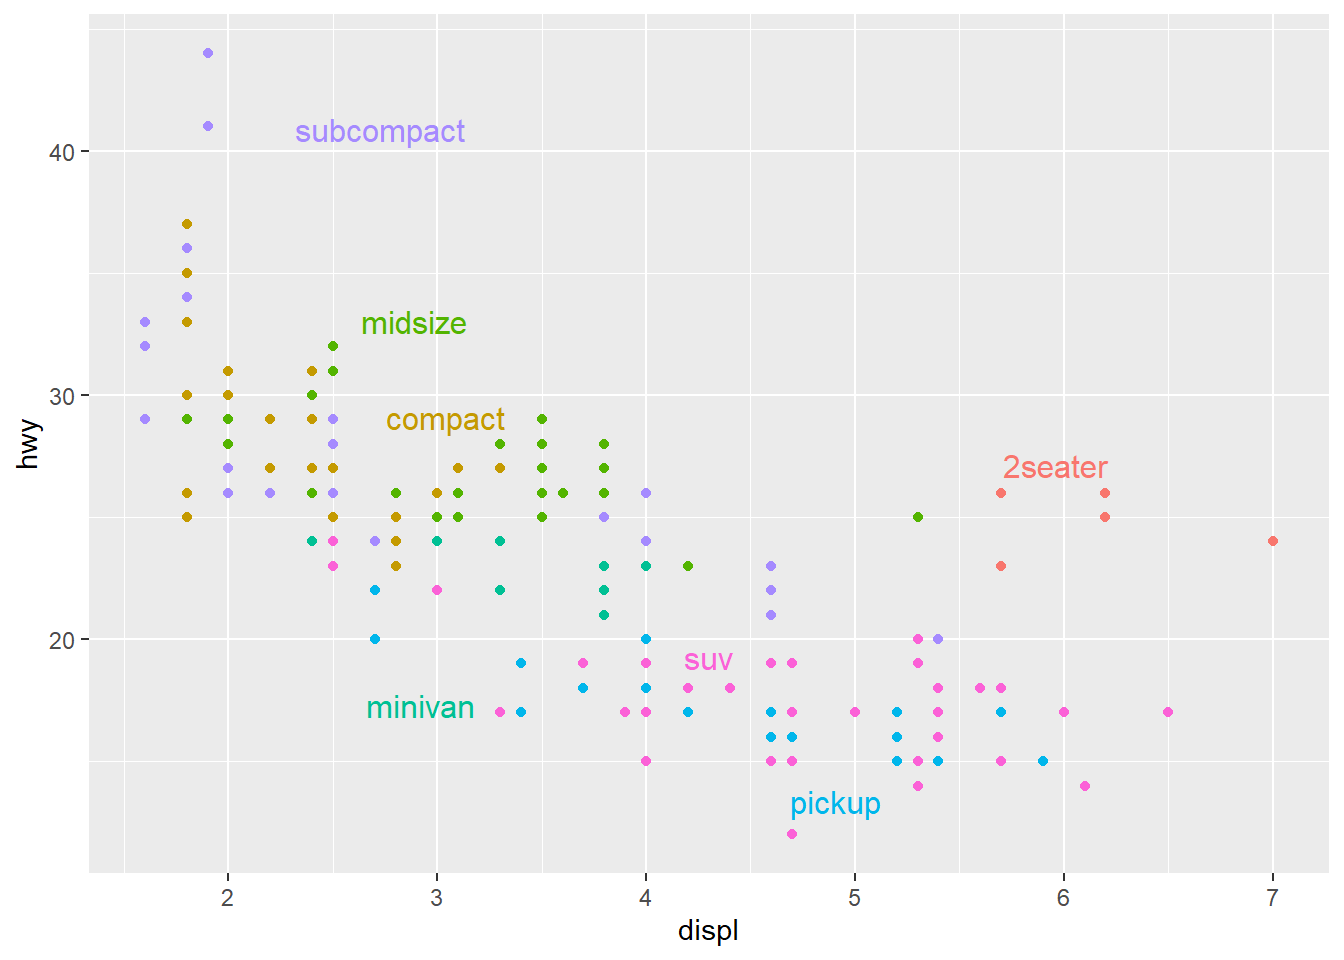 subcompact
40
midsize
30
compact
hwy
2seater
20
suv
minivan
pickup
2 3 4 5 6 7
displ